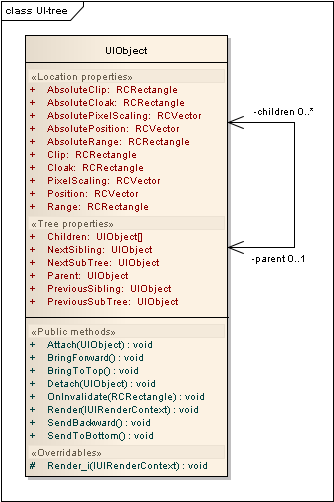 class UI-tree
UIObject
«Location properties»
+ AbsoluteClip: RCRectangle
+ AbsoluteCloak: RCRectangle
+ AbsolutePixelScaling: RCVector
+ AbsolutePosition: RCVector
+ AbsoluteRange: RCRectangle
+ Clip: RCRectangle
+ Cloak: RCRectangle
+ PixelScaling: RCVector
+ Position: RCVector
+ Range: RCRectangle
«Tree properties»
+ Children: UIObject[]
+ NextSibling: UIObject
+ NextSubTree: UIObject
+ Parent: UIObject
+ PreviousSibling: UIObject
+ PreviousSubTree: UIObject
«Public methods»
+ Attach(UIObject) : void
+ BringForward() : void
+ BringToTop() : void
+ Detach(UIObject) : void
+ OnInvalidate(RCRectangle) : void
+ Render(IUIRenderContext) : void
+ SendBackward() : void
+ SendToBottom() : void
«Overridables»
# Render_i(IUIRenderContext) : void
-children 0..*
-parent 0..1